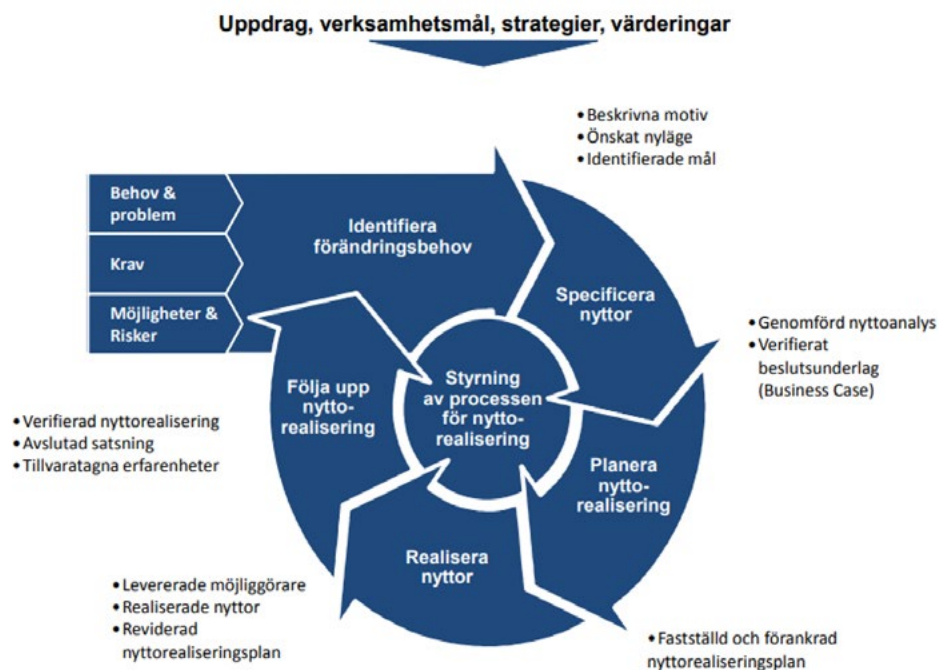 Uppdrag, verksamhetsmål, strategier, värderingar
• Beskrivna motiv
• Önskat nyläge
• Identifierade mål
Behov &
problem
Krav
Möjligheter &
Risker
Identifiera
förändringsbehov
Specificera
nyttor
• Genomförd nyttoanalys
• Verifierat
beslutsunderlag
(Business Case)
Styrning
av processen
för nytto-
realisering
Följa upp
nytto-
realisering
• Verifierad nyttorealisering
• Avslutad satsning
• Tillvaratagna erfarenheter
Planera
nytto-
realisering
Realisera
nyttor
• Levererade möjliggörare
• Realiserade nyttor
• Reviderad
nyttorealiseringsplan
• Fastställd och förankrad
nyttorealiseringsplan